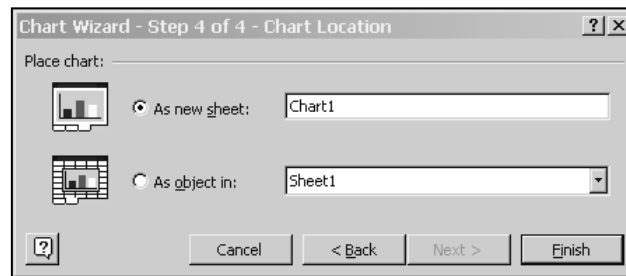 Chart Wizard - Step 4 of 4 - Chart Location
Place chart:
As new sheet: Chart1
As object in: Sheet1
Cancel < Back Next > Finish